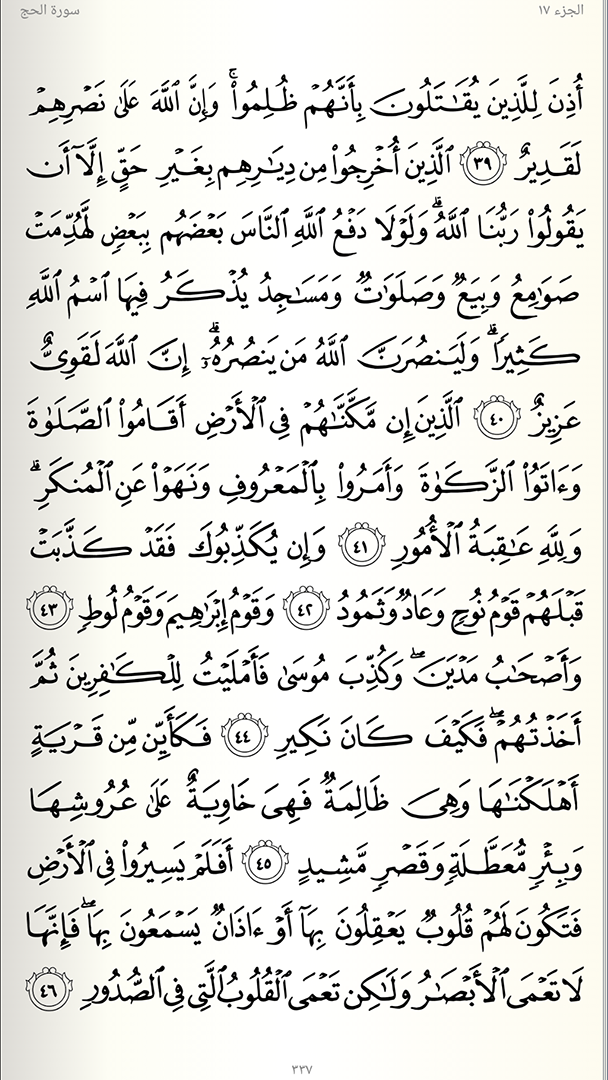 الجزء ١٧
سورة الحج
أُذِنَ لِلَّذِينَ يُقَٰتَلُونَ بِأَنَّهُمْ ظُلِمُوا۟ ۚ وَإِنَّ ٱللَّهَ عَلَىٰ نَصْرِهِمْ
لَقَدِيرٌ ٣٩ ٱلَّذِينَ أُخْرِجُوا۟ مِن دِيَٰرِهِم بِغَيْرِ حَقٍّ إِلَّآ أَن
يَقُولُوا۟ رَبُّنَا ٱللَّهُ ۗ وَلَوْلَا دَفْعُ ٱللَّهِ ٱلنَّاسَ بَعْضَهُم بِبَعْضٍ لَّهُدِّمَتْ
صَوَٰمِعُ وَبِيَعٌ وَصَلَوَٰتٌ وَمَسَٰجِدُ يُذْكَرُ فِيهَا ٱسْمُ ٱللَّهِ
كَثِيرًا ۗ وَلَيَنصُرَنَّ ٱللَّهُ مَن يَنصُرُهُۥٓ ۗ إِنَّ ٱللَّهَ لَقَوِىٌّ
عَزِيزٌ ٤٠ ٱلَّذِينَ إِن مَّكَّنَّٰهُمْ فِى ٱلْأَرْضِ أَقَامُوا۟ ٱلصَّلَوٰةَ
وَءَاتَوُا۟ ٱلزَّكَوٰةَ وَأَمَرُوا۟ بِٱلْمَعْرُوفِ وَنَهَوْا۟ عَنِ ٱلْمُنكَرِ ۗ
وَلِلَّهِ عَٰقِبَةُ ٱلْأُمُورِ ٤١ وَإِن يُكَذِّبُوكَ فَقَدْ كَذَّبَتْ
قَبْلَهُمْ قَوْمُ نُوحٍ وَعَادٌ وَثَمُودُ ٤٢ وَقَوْمُ إِبْرَٰهِيمَ وَقَوْمُ لُوطٍ ٤٣
وَأَصْحَٰبُ مَدْيَنَ ۖ وَكُذِّبَ مُوسَىٰ فَأَمْلَيْتُ لِلْكَٰفِرِينَ ثُمَّ
أَخَذْتُهُمْ ۖ فَكَيْفَ كَانَ نَكِيرِ ٤٤ فَكَأَيِّن مِّن قَرْيَةٍ
أَهْلَكْنَٰهَا وَهِىَ ظَالِمَةٌ فَهِىَ خَاوِيَةٌ عَلَىٰ عُرُوشِهَا
وَبِئْرٍ مُّعَطَّلَةٍ وَقَصْرٍ مَّشِيدٍ ٤٥ أَفَلَمْ يَسِيرُوا۟ فِى ٱلْأَرْضِ
فَتَكُونَ لَهُمْ قُلُوبٌ يَعْقِلُونَ بِهَآ أَوْ ءَاذَانٌ يَسْمَعُونَ بِهَا ۖ فَإِنَّهَا
لَا تَعْمَى ٱلْأَبْصَٰرُ وَلَٰكِن تَعْمَى ٱلْقُلُوبُ ٱلَّتِى فِى ٱلصُّدُورِ ٤٦
٣٣٧